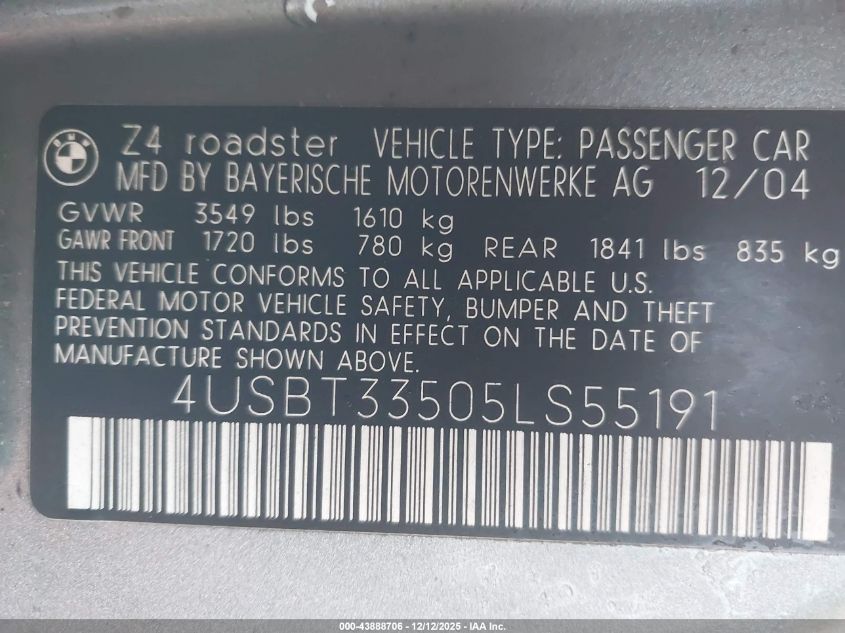 Z4 roadster VEHICLE TYPE: PASSENGER CAR
MFD BY BAYERISCHE MOTORENWERKE AG 12/04
GVWR 3549 lbs 1610 kg
GAWR FRONT 1720 lbs 780 kg REAR 1841 lbs 835 kg
THIS VEHICLE CONFORMS TO ALL APPLICABLE U.S.
FEDERAL MOTOR VEHICLE SAFETY, BUMPER AND THEFT
PREVENTION STANDARDS IN EFFECT ON THE DATE OF
MANUFACTURE SHOWN ABOVE.
4USBT33505LS55191
000-43888706 - 12/12/2025 - IAA Inc.